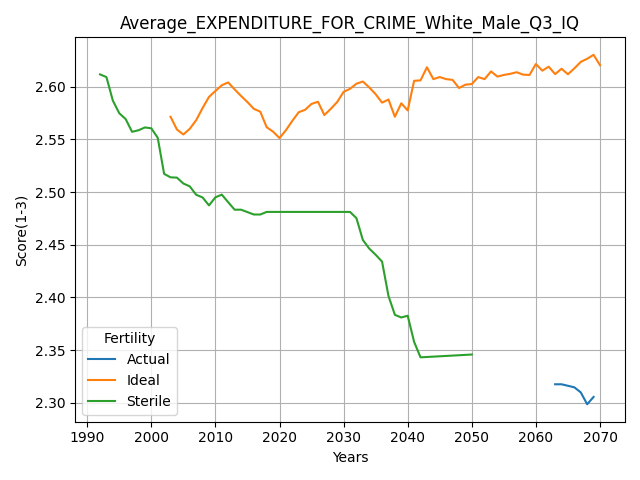 Average_EXPENDITURE_FOR_CRIME_White_Male_Q3_IQ
Score(1-3)
2.60
2.55
2.50
2.45
2.40
2.35
2.30
Fertility
Actual
Ideal
Sterile
1990 2000 2010 2020 2030 2040 2050 2060 2070
Years